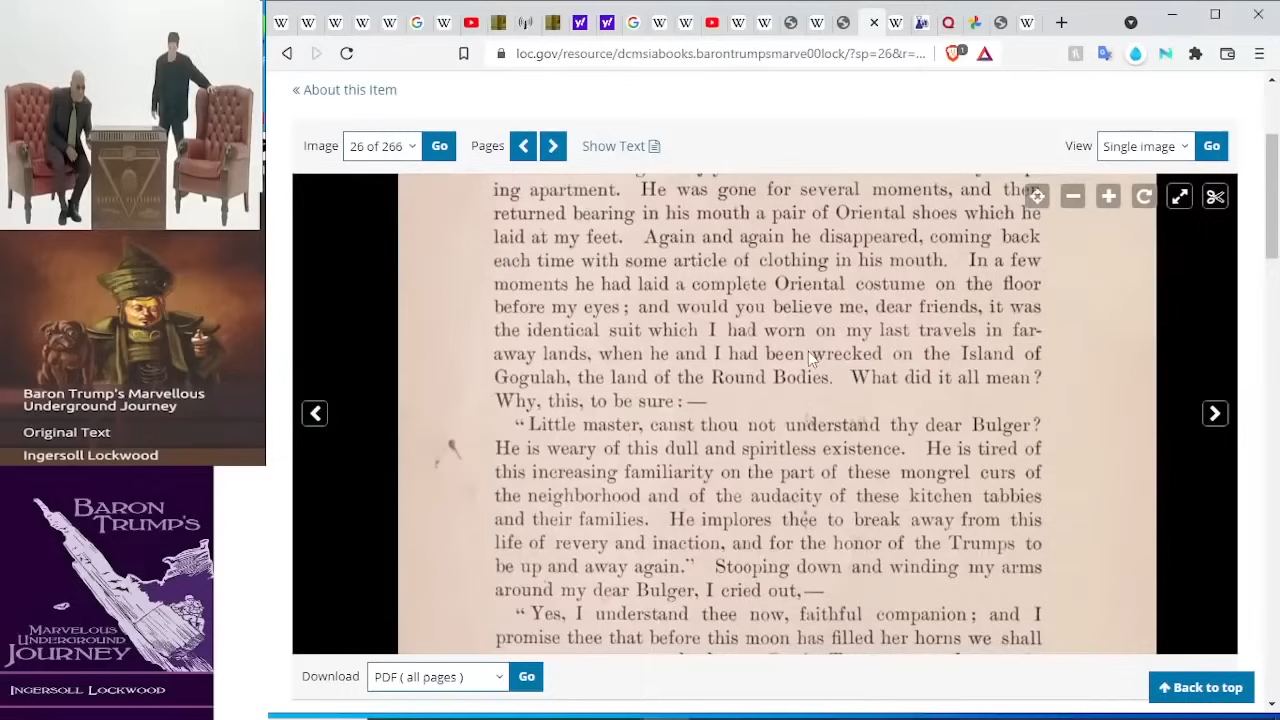 loc.gov/resource/dcmsiabooks.barontrumpsmarve00lock/?sp=26&r=...
« About this Item
Image 26 of 266 Go Pages Show Text View Single image Go
ing apartment. He was gone for several moments, and then
returned bearing in his mouth a pair of Oriental shoes which he
laid at my feet. Again and again he disappeared, coming back
each time with some article of clothing in his mouth. In a few
moments he had laid a complete Oriental costume on the floor
before my eyes; and would you believe me, dear friends, it was
the identical suit which I had worn on my last travels in far-
away lands, when he and I had been wrecked on the Island of
Gogulah, the land of the Round Bodies. What did it all mean?
Why, this, to be sure:—
"Little master, canst thou not understand thy dear Bulger?
He is weary of this dull and spiritless existence. He is tired of
this increasing familiarity on the part of these mongrel curs of
the neighborhood and of the audacity of these kitchen tabbies
and their families. He implores thee to break away from this
life of revery and inaction, and for the honor of the Trumps to
be up and away again." Stooping down and winding my arms
around my dear Bulger, I cried out,—
"Yes, I understand thee now, faithful companion; and I
promise thee that before this moon has filled her horns we shall
Download PDF ( all pages ) Go
Back to top
Baron Trump's Marvellous
Underground Journey
Original Text
Ingersoll Lockwood
BARON
TRUMP'S
MARVELOUS
UNDERGROUND
JOURNEY
INGERSOLL LOCKWOOD